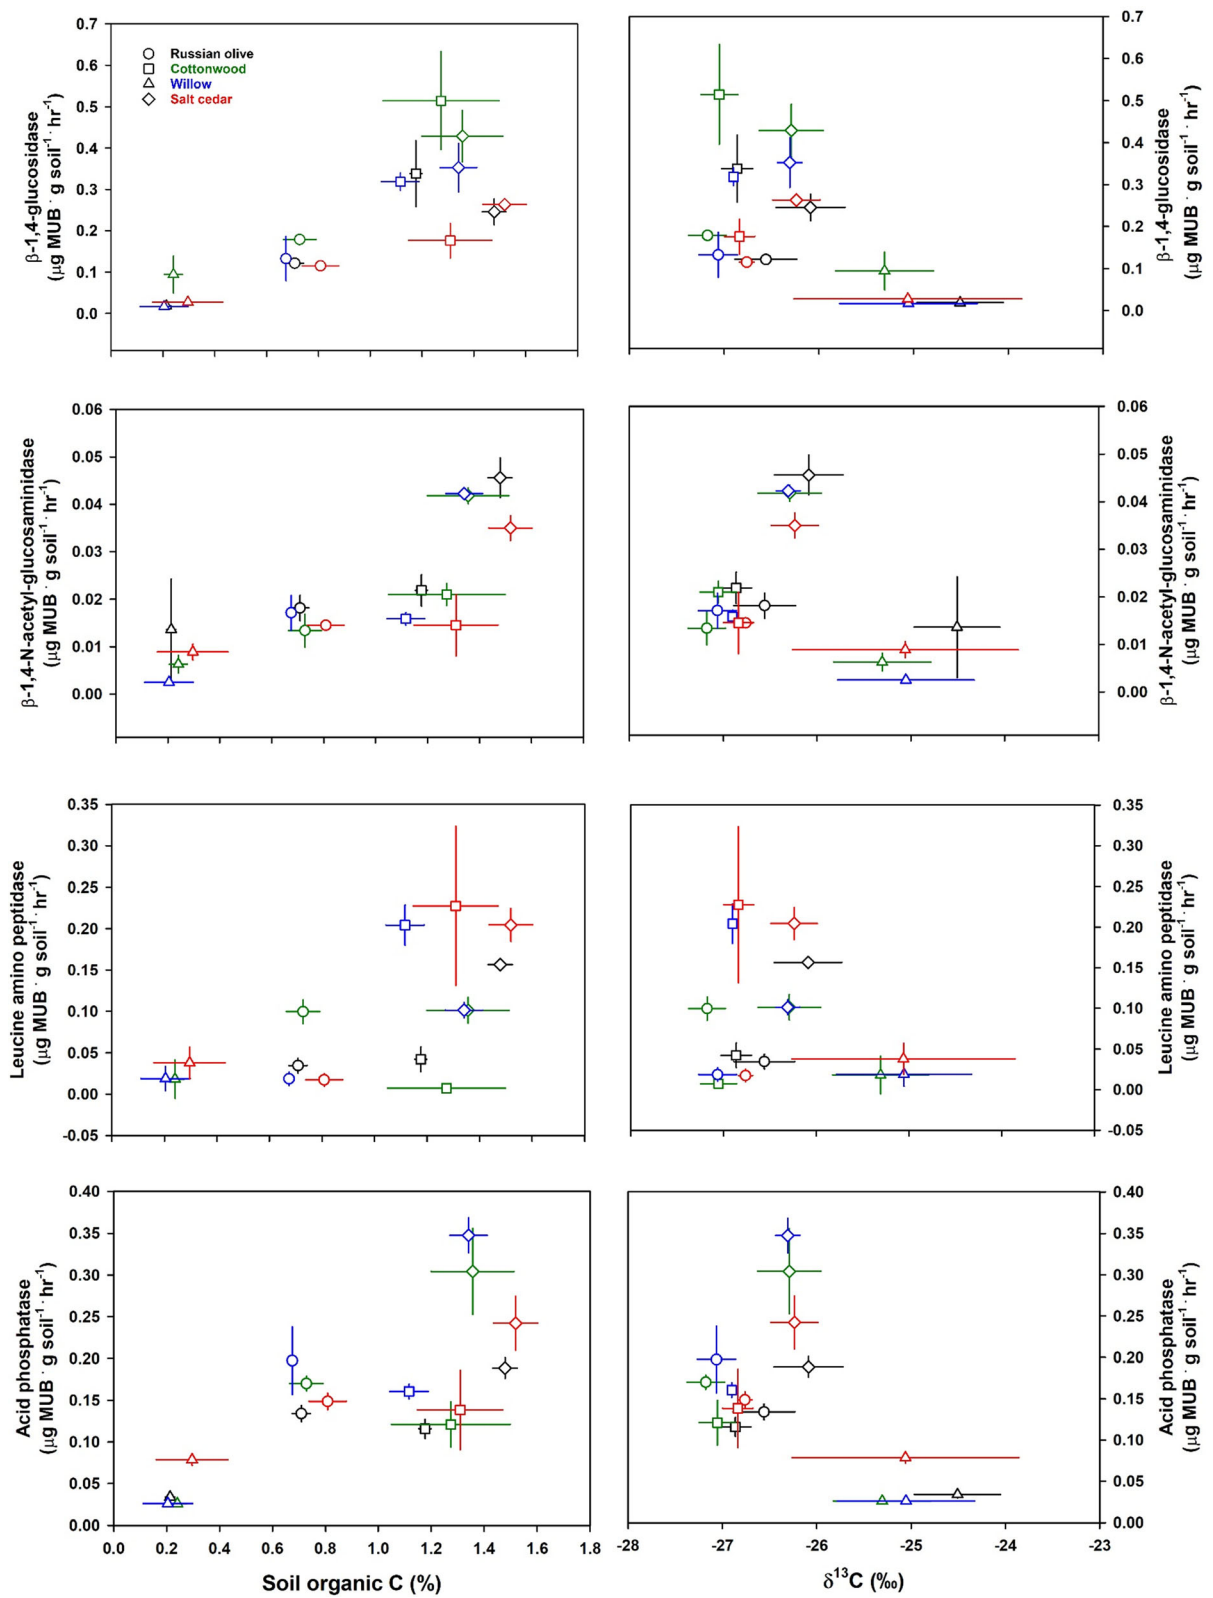 0.7
0.6
0.5
0.4
0.3
0.2
0.1
0.0
β-1,4-glucosidase
(μg MUB · g soil⁻¹ · hr⁻¹)
Russian olive
Cottonwood
Willow
Salt cedar
0.7
0.6
0.5
0.4
0.3
0.2
0.1
0.0
β-1,4-glucosidase
(μg MUB · g soil⁻¹ · hr⁻¹)
0.06
0.05
0.04
0.03
0.02
0.01
0.00
β-1,4-N-acetyl-glucosaminidase
(μg MUB · g soil⁻¹ · hr⁻¹)
0.06
0.05
0.04
0.03
0.02
0.01
0.00
β-1,4-N-acetyl-glucosaminidase
(μg MUB · g soil⁻¹ · hr⁻¹)
0.35
0.30
0.25
0.20
0.15
0.10
0.05
0.00
-0.05
Leucine amino peptidase
(μg MUB · g soil⁻¹ · hr⁻¹)
0.35
0.30
0.25
0.20
0.15
0.10
0.05
0.00
-0.05
Leucine amino peptidase
(μg MUB · g soil⁻¹ · hr⁻¹)
0.40
0.35
0.30
0.25
0.20
0.15
0.10
0.05
0.00
Acid phosphatase
(μg MUB · g soil⁻¹ · hr⁻¹)
0.0 0.2 0.4 0.6 0.8 1.0 1.2 1.4 1.6 1.8
Soil organic C (%)
0.40
0.35
0.30
0.25
0.20
0.15
0.10
0.05
0.00
Acid phosphatase
(μg MUB · g soil⁻¹ · hr⁻¹)
-28 -27 -26 -25 -24 -23
δ¹³C (‰)